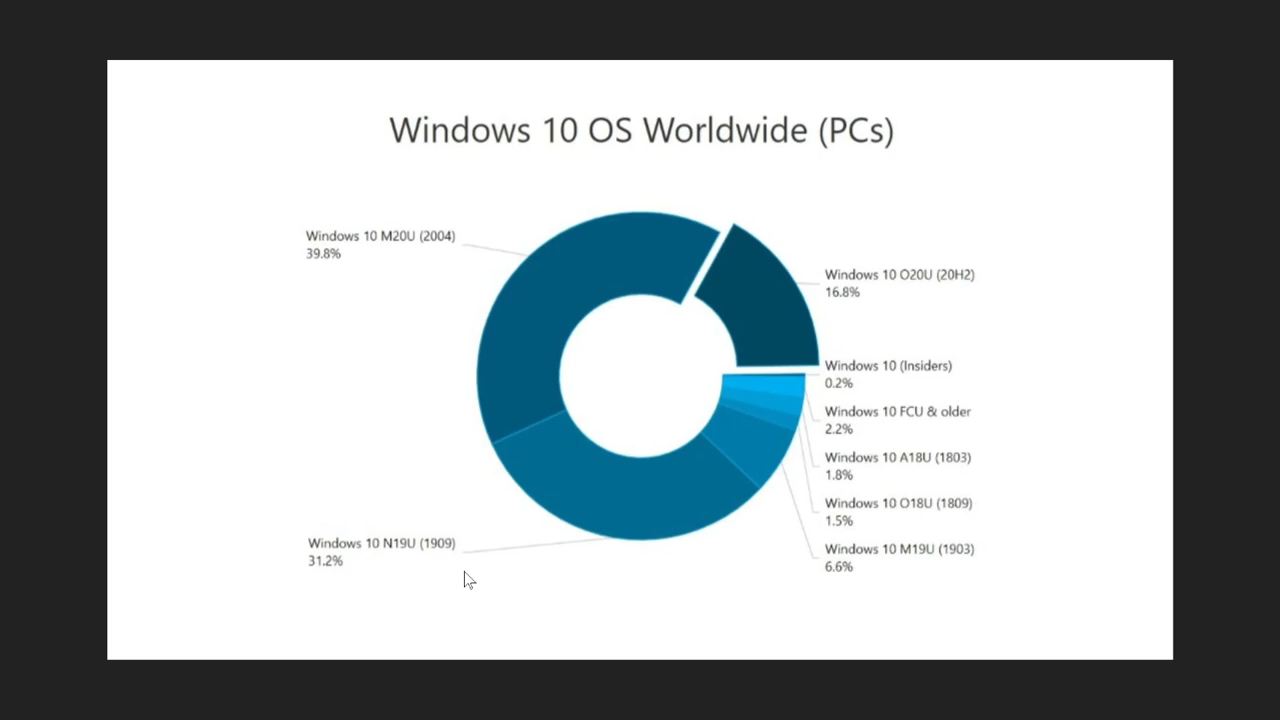 Windows 10 OS Worldwide (PCs)
Windows 10 M20U (2004)
39.8%
Windows 10 O20U (20H2)
16.8%
Windows 10 (Insiders)
0.2%
Windows 10 FCU & older
2.2%
Windows 10 A18U (1803)
1.8%
Windows 10 O18U (1809)
1.5%
Windows 10 M19U (1903)
6.6%
Windows 10 N19U (1909)
31.2%